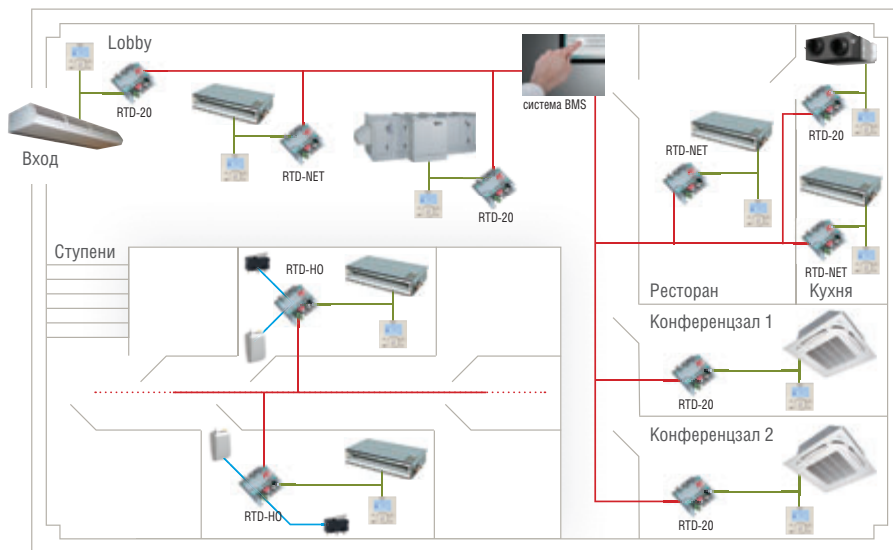 Lobby
RTD-20
Вход
RTD-NET
RTD-20
система BMS
RTD-NET
RTD-20
RTD-NET
Ресторан
Кухня
Ступени
RTD-HO
RTD-HO
Конференцзал 1
RTD-20
Конференцзал 2
RTD-20